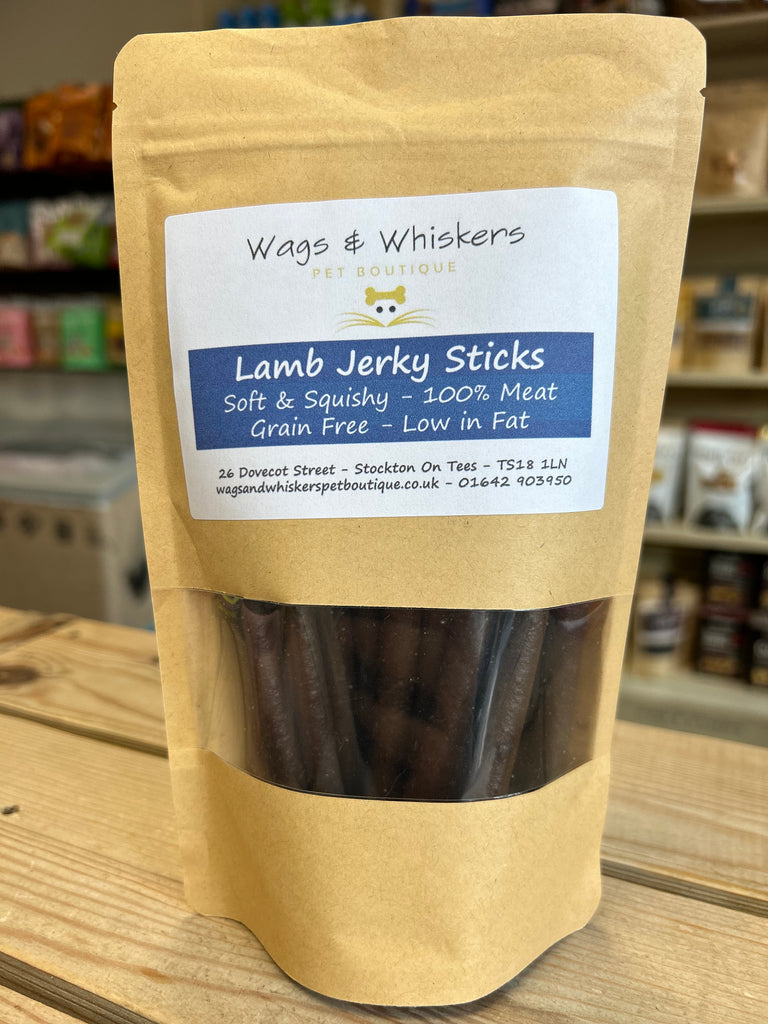 Wags & Whiskers
PET BOUTIQUE
Lamb Jerky Sticks
Soft & Squishy - 100% Meat
Grain Free - Low in Fat
26 Dovecot Street - Stockton On Tees - TS18 1LN
wagsandwhiskerspetboutique.co.uk - 01642 903950